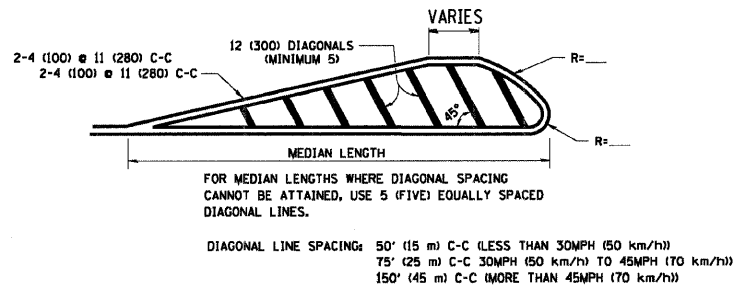 VARIES
2-4 (100) @ 11 (280) C-C
2-4 (100) @ 11 (280) C-C
12 (300) DIAGONALS
(MINIMUM 5)
R=___
45°
R=___
MEDIAN LENGTH
FOR MEDIAN LENGTHS WHERE DIAGONAL SPACING
CANNOT BE ATTAINED, USE 5 (FIVE) EQUALLY SPACED
DIAGONAL LINES.
DIAGONAL LINE SPACING: 50' (15 m) C-C (LESS THAN 30MPH (50 km/h))
75' (25 m) C-C 30MPH (50 km/h) TO 45MPH (70 km/h))
150' (45 m) C-C (MORE THAN 45MPH (70 km/h))